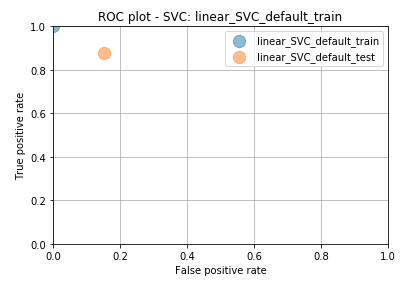 ROC plot - SVC: linear_SVC_default_train
linear_SVC_default_train
linear_SVC_default_test
True positive rate
1.0
0.8
0.6
0.4
0.2
0.0
0.0 0.2 0.4 0.6 0.8 1.0
False positive rate